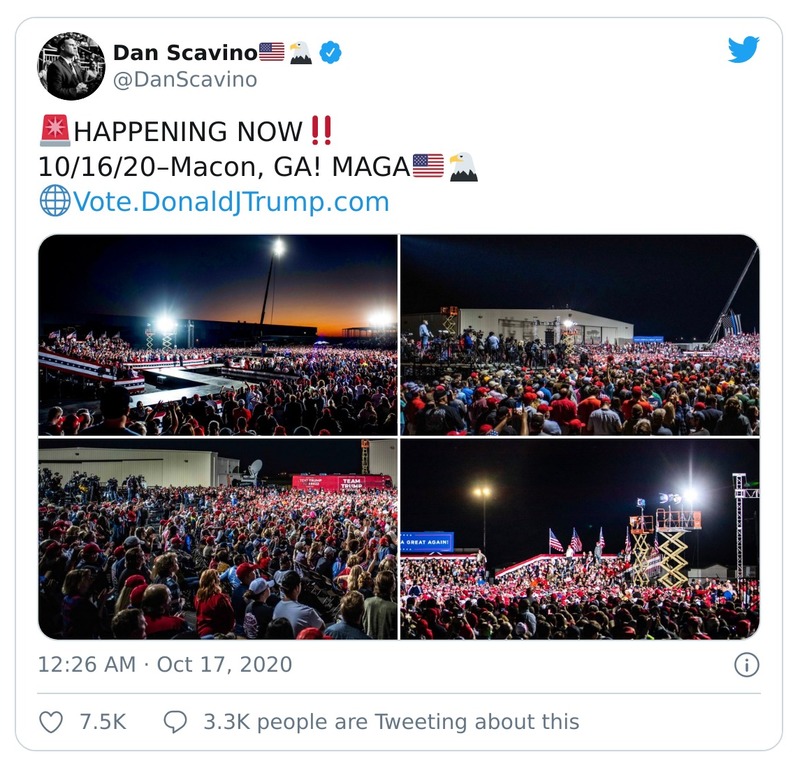 Dan Scavino🇺🇸🦅
@DanScavino
🚨HAPPENING NOW‼️
10/16/20–Macon, GA! MAGA🇺🇸🦅
🌐Vote.DonaldJTrump.com
TEAM
TRUMP
A GREAT AGAIN!
12:26 AM · Oct 17, 2020
7.5K
3.3K people are Tweeting about this